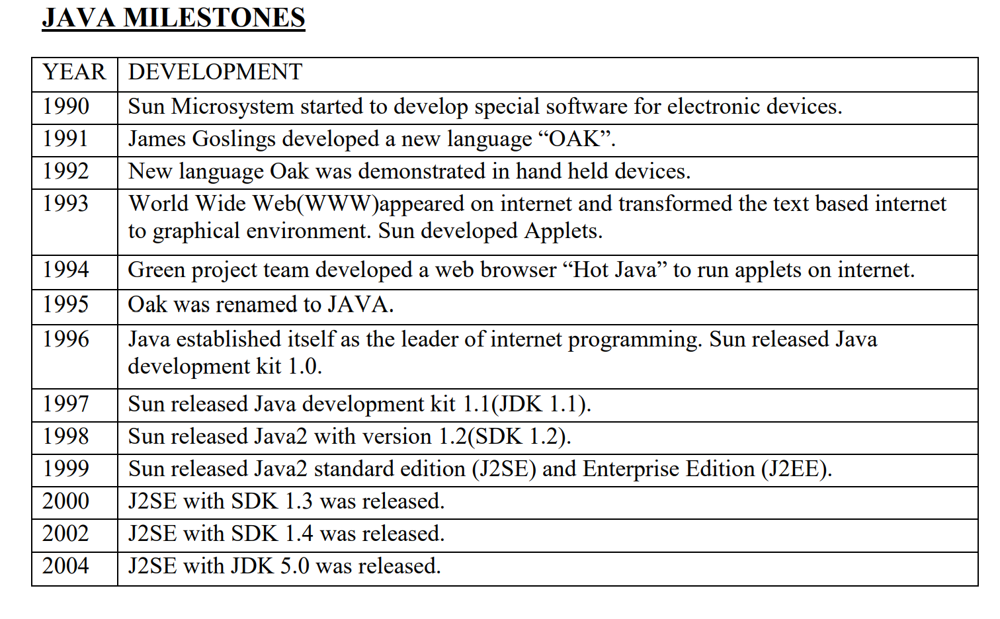 JAVA MILESTONES
YEAR DEVELOPMENT
1990 Sun Microsystem started to develop special software for electronic devices.
1991 James Goslings developed a new language “OAK”.
1992 New language Oak was demonstrated in hand held devices.
1993 World Wide Web(WWW)appeared on internet and transformed the text based internet
to graphical environment. Sun developed Applets.
1994 Green project team developed a web browser “Hot Java” to run applets on internet.
1995 Oak was renamed to JAVA.
1996 Java established itself as the leader of internet programming. Sun released Java
development kit 1.0.
1997 Sun released Java development kit 1.1(JDK 1.1).
1998 Sun released Java2 with version 1.2(SDK 1.2).
1999 Sun released Java2 standard edition (J2SE) and Enterprise Edition (J2EE).
2000 J2SE with SDK 1.3 was released.
2002 J2SE with SDK 1.4 was released.
2004 J2SE with JDK 5.0 was released.